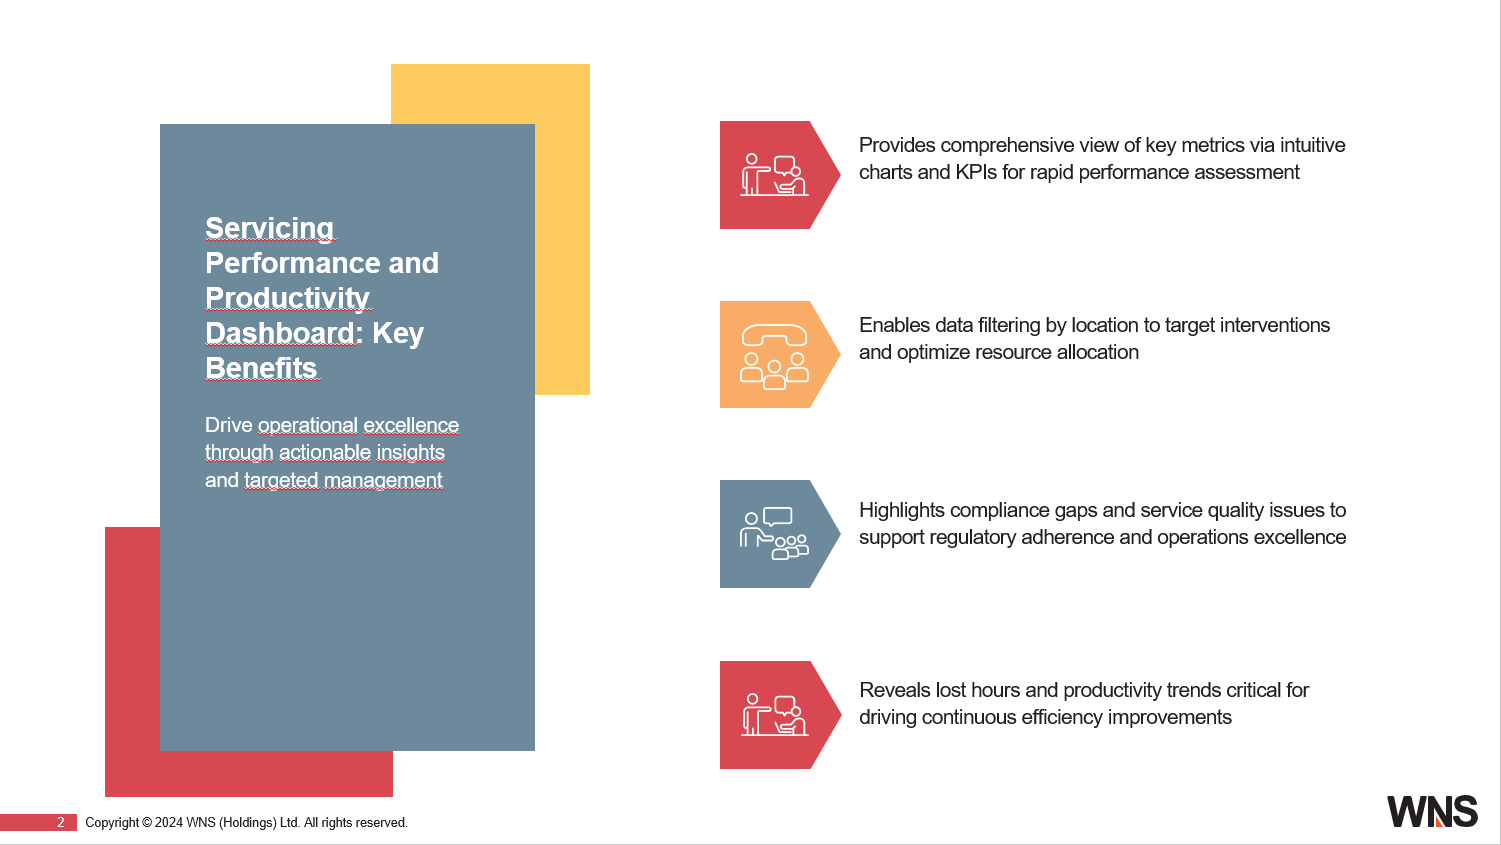 Servicing
Performance and
Productivity
Dashboard: Key
Benefits
Drive operational excellence
through actionable insights
and targeted management
Provides comprehensive view of key metrics via intuitive
charts and KPIs for rapid performance assessment
Enables data filtering by location to target interventions
and optimize resource allocation
Highlights compliance gaps and service quality issues to
support regulatory adherence and operations excellence
Reveals lost hours and productivity trends critical for
driving continuous efficiency improvements
2 Copyright © 2024 WNS (Holdings) Ltd. All rights reserved.
WNS